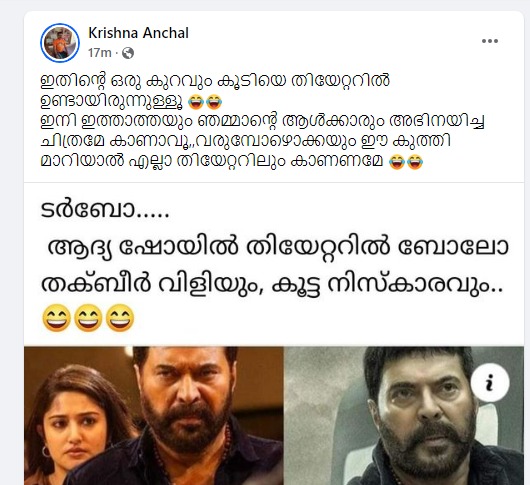 Krishna Anchal
17m ·
ഇതിന്റെ ഒരു കുറവും കൂടിയെ തിയേറ്ററിൽ
ഉണ്ടായിരുന്നുള്ളൂ 😂😂
ഇനി ഇത്താത്തയും ഞമ്മാന്റെ ആൾക്കാരും അഭിനയിച്ച
ചിത്രമേ കാണാവൂ,,വരുമ്പോഴൊക്കയും ഈ കുത്തി
മാറിയാൽ എല്ലാ തിയേറ്ററിലും കാണണമേ 😂😂
ടർബോ.....
ആദ്യ ഷോയിൽ തിയേറ്ററിൽ ബോലോ
തക്ബീർ വിളിയും, കൂട്ട നിസ്കാരവും..
😄😄😄